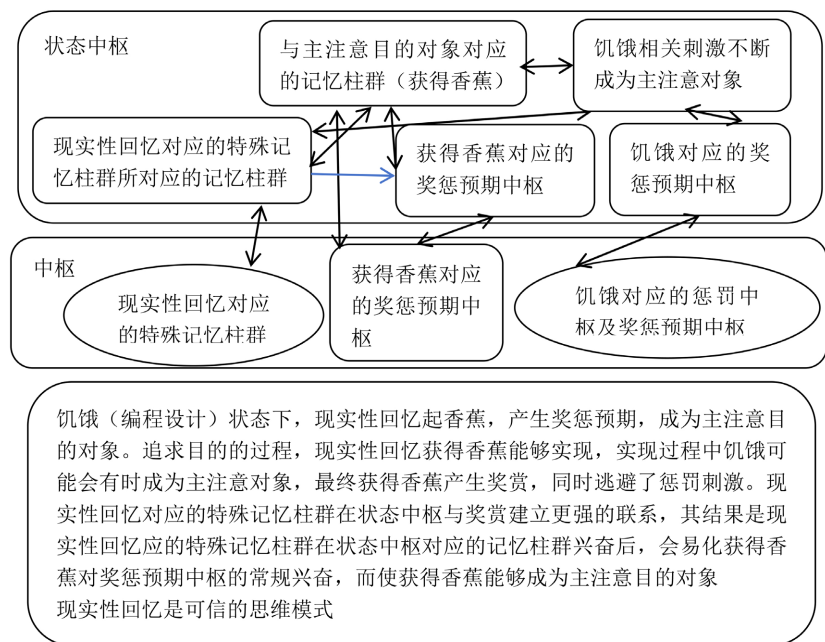 状态中枢
与主注意目的对象对应
的记忆柱群（获得香蕉）
饥饿相关刺激不断
成为主注意对象
现实性回忆对应的特殊记
忆柱群所对应的记忆柱群
获得香蕉对应的
奖惩预期中枢
饥饿对应的奖
惩预期中枢
中枢
现实性回忆对应
的特殊记忆柱群
获得香蕉对应
的奖惩预期中
枢
饥饿对应的惩罚中
枢及奖惩预期中枢
饥饿（编程设计）状态下，现实性回忆起香蕉，产生奖惩预期，成为主注意目
的对象。追求目的的过程，现实性回忆获得香蕉能够实现，实现过程中饥饿可
能会有时成为主注意对象，最终获得香蕉产生奖赏，同时逃避了惩罚刺激。现
实性回忆对应的特殊记忆柱群在状态中枢与奖赏建立更强的联系，其结果是现
实性回忆应的特殊记忆柱群在状态中枢对应的记忆柱群兴奋后，会易化获得香
蕉对奖惩预期中枢的常规兴奋，而使获得香蕉能够成为主注意目的对象
现实性回忆是可信的思维模式